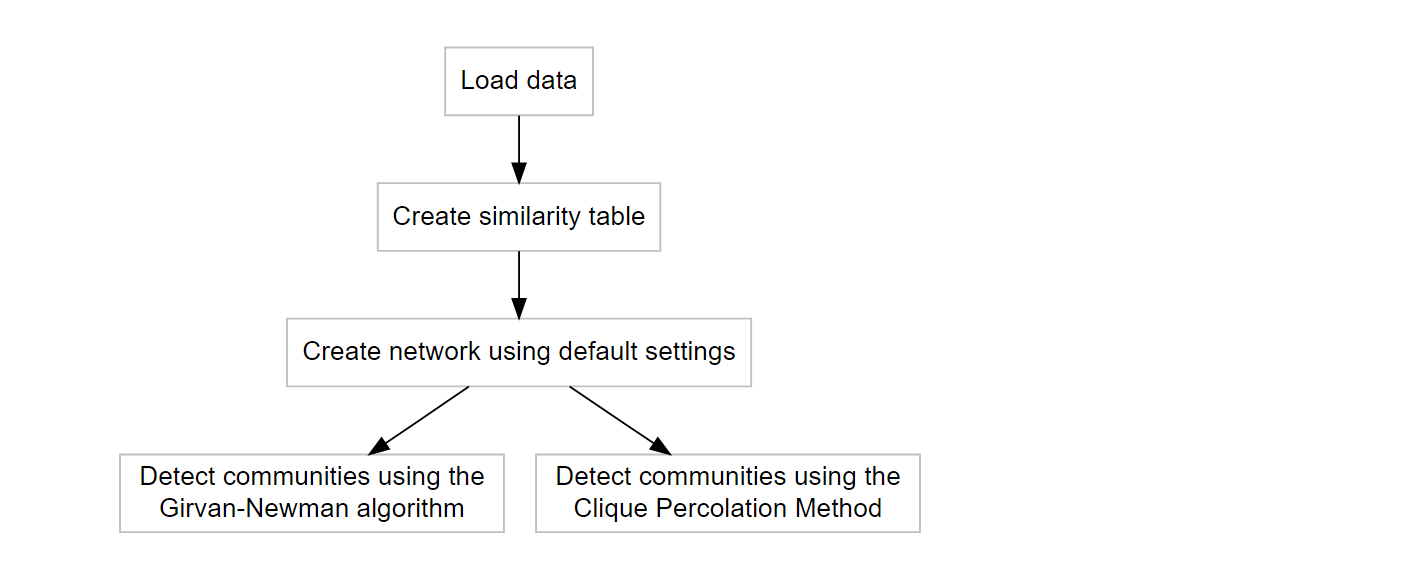 Load data
Create similarity table
Create network using default settings
Detect communities using the
Girvan-Newman algorithm
Detect communities using the
Clique Percolation Method